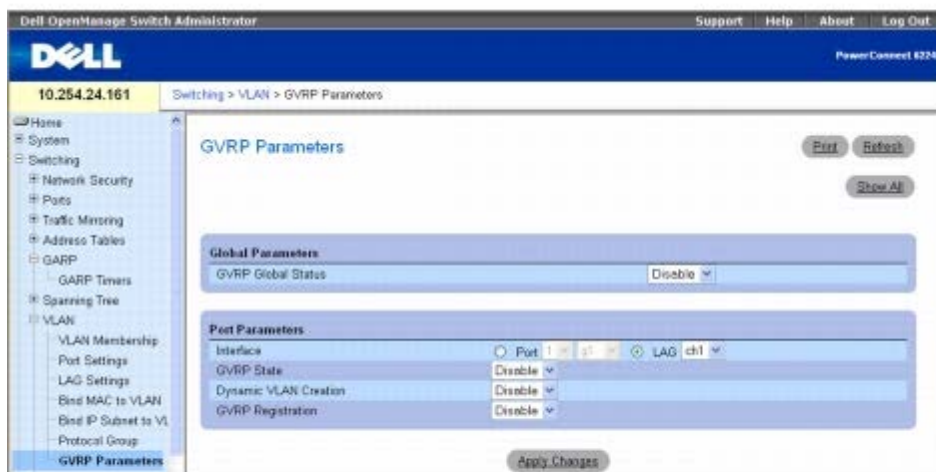 Dell OpenManage Switch Administrator
Support Help About Log Out
DELL
PowerConnect 6224
10.254.24.161
Switching > VLAN > GVRP Parameters
Home
System
Switching
Network Security
Ports
Traffic Mirroring
Address Tables
GARP
GARP Timers
Spanning Tree
VLAN
VLAN Membership
Port Settings
LAG Settings
Bind MAC to VLAN
Bind IP Subnet to VL
Protocol Group
GVRP Parameters
GVRP Parameters
Print Refresh
Show All
Global Parameters
GVRP Global Status Disable
Port Parameters
Interface Port 1 g1 LAG ch1
GVRP State Disable
Dynamic VLAN Creation Disable
GVRP Registration Disable
Apply Changes